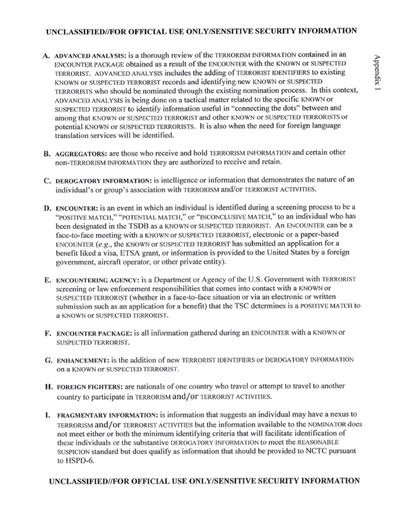 UNCLASSIFIED//FOR OFFICIAL USE ONLY/SENSITIVE SECURITY INFORMATION
Appendix 1
A. ADVANCED ANALYSIS: is a thorough review of the TERRORISM INFORMATION contained in an
ENCOUNTER PACKAGE obtained as a result of the ENCOUNTER with the KNOWN or SUSPECTED
TERRORIST. ADVANCED ANALYSIS includes the adding of TERRORIST IDENTIFIERS to existing
KNOWN or SUSPECTED TERRORIST records and identifying new KNOWN or SUSPECTED
TERRORISTS who should be nominated through the existing nomination process. In this context,
ADVANCED ANALYSIS is being done on a tactical matter related to the specific KNOWN or
SUSPECTED TERRORIST to identify information useful in "connecting the dots" between and
among that KNOWN or SUSPECTED TERRORIST and other KNOWN or SUSPECTED TERRORISTS or
potential KNOWN or SUSPECTED TERRORISTS. It is also when the need for foreign language
translation services will be identified.
B. AGGREGATORS: are those who receive and hold TERRORISM INFORMATION and certain other
non-TERRORISM INFORMATION they are authorized to receive and retain.
C. DEROGATORY INFORMATION: is intelligence or information that demonstrates the nature of an
individual's or group's association with TERRORISM and/or TERRORIST ACTIVITIES.
D. ENCOUNTER: is an event in which an individual is identified during a screening process to be a
"POSITIVE MATCH," "POTENTIAL MATCH," or "INCONCLUSIVE MATCH," to an individual who has
been designated in the TSDB as a KNOWN or SUSPECTED TERRORIST. An ENCOUNTER can be a
face-to-face meeting with a KNOWN or SUSPECTED TERRORIST, electronic or a paper-based
ENCOUNTER (e.g., the KNOWN or SUSPECTED TERRORIST has submitted an application for a
benefit liked a visa, ETSA grant, or information is provided to the United States by a foreign
government, aircraft operator, or other private entity).
E. ENCOUNTERING AGENCY: is a Department or Agency of the U.S. Government with TERRORIST
screening or law enforcement responsibilities that comes into contact with a KNOWN or
SUSPECTED TERRORIST (whether in a face-to-face situation or via an electronic or written
submission such as an application for a benefit) that the TSC determines is a POSITIVE MATCH to
a KNOWN or SUSPECTED TERRORIST.
F. ENCOUNTER PACKAGE: is all information gathered during an ENCOUNTER with a KNOWN or
SUSPECTED TERRORIST.
G. ENHANCEMENT: is the addition of new TERRORIST IDENTIFIERS or DEROGATORY INFORMATION
on a KNOWN or SUSPECTED TERRORIST.
H. FOREIGN FIGHTERS: are nationals of one country who travel or attempt to travel to another
country to participate in TERRORISM and/or TERRORIST ACTIVITIES.
I. FRAGMENTARY INFORMATION: is information that suggests an individual may have a nexus to
TERRORISM and/or TERRORIST ACTIVITIES but the information available to the NOMINATOR does
not meet either or both the minimum identifying criteria that will facilitate identification of
these individuals or the substantive DEROGATORY INFORMATION to meet the REASONABLE
SUSPICION standard but does qualify as information that should be provided to NCTC pursuant
to HSPD-6.
UNCLASSIFIED//FOR OFFICIAL USE ONLY/SENSITIVE SECURITY INFORMATION